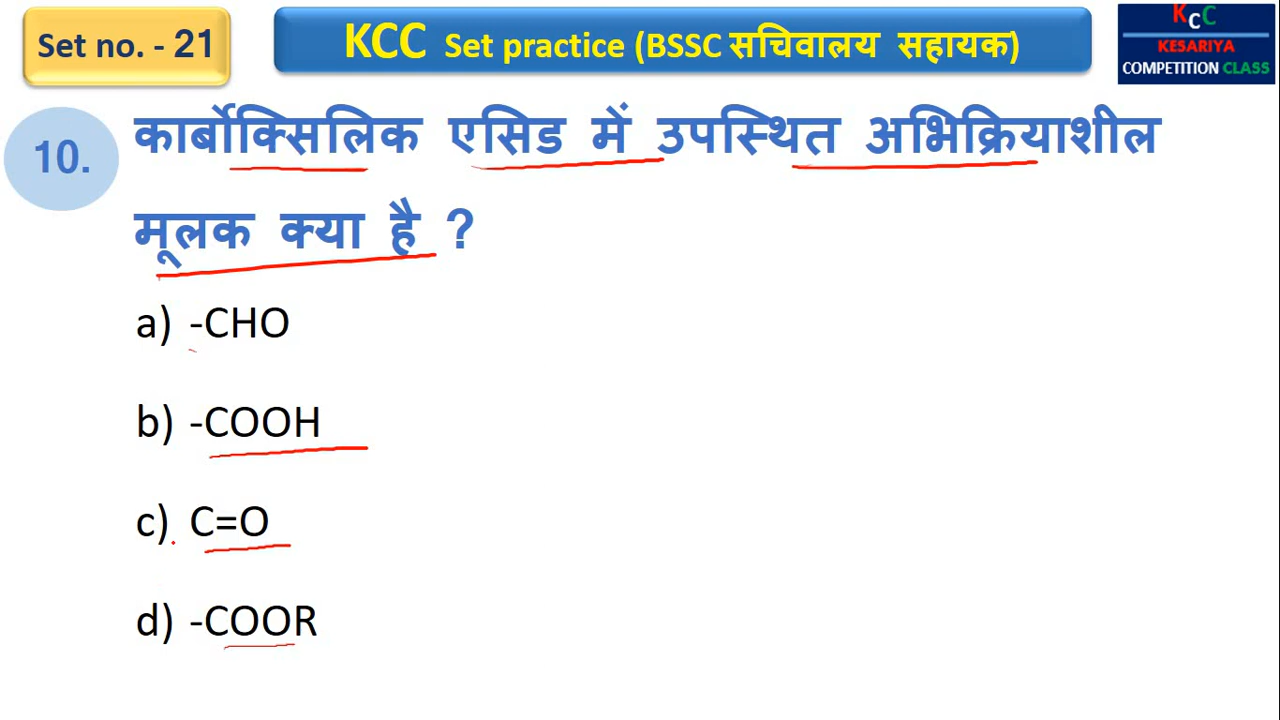 Set no. - 21
KCC Set practice (BSSC सचिवालय सहायक)
KCC
KESARIYA
COMPETITION CLASS
10. कार्बोक्सिलिक एसिड में उपस्थित अभिक्रियाशील
मूलक क्या है ?
a) -CHO
b) -COOH
c) C=O
d) -COOR